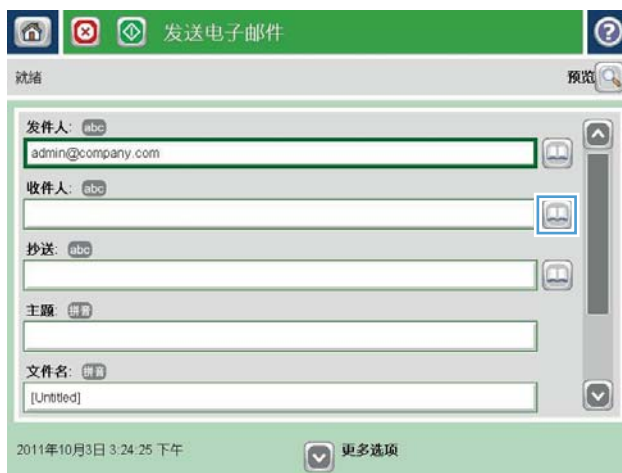 发送电子邮件
就绪
预览
发件人: abc
admin@company.com
收件人: abc
抄送: abc
主题: 拼音
文件名: 拼音
[Untitled]
2011年10月3日 3:24:25 下午
更多选项